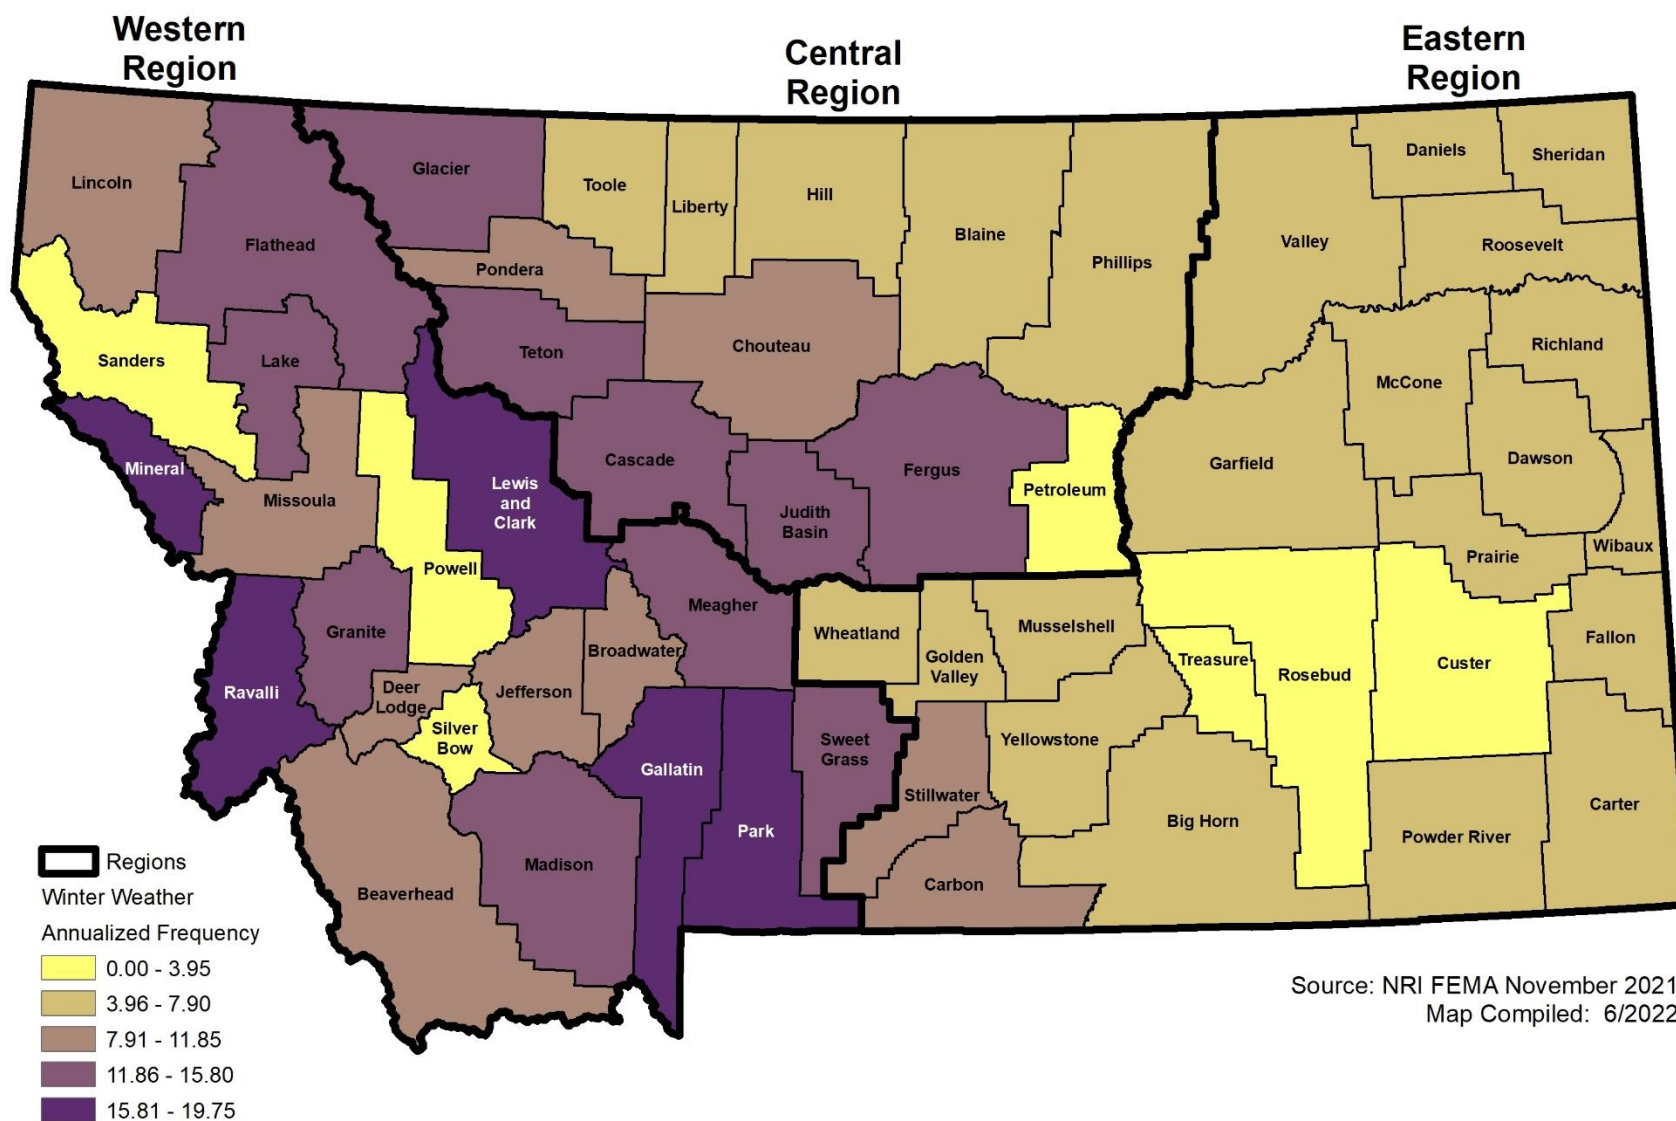 Western
Region
Central
Region
Eastern
Region
Lincoln
Flathead
Glacier
Toole
Liberty
Hill
Blaine
Phillips
Valley
Daniels
Sheridan
Roosevelt
Pondera
Sanders
Lake
Teton
Chouteau
McCone
Richland
Mineral
Missoula
Lewis
and
Clark
Cascade
Judith
Basin
Fergus
Petroleum
Garfield
Dawson
Powell
Prairie
Wibaux
Ravalli
Granite
Deer
Lodge
Silver
Bow
Jefferson
Broadwater
Meagher
Wheatland
Golden
Valley
Musselshell
Treasure
Rosebud
Custer
Fallon
Gallatin
Park
Sweet
Grass
Stillwater
Yellowstone
Big Horn
Powder River
Carter
Beaverhead
Madison
Carbon
Regions
Winter Weather
Annualized Frequency
0.00 - 3.95
3.96 - 7.90
7.91 - 11.85
11.86 - 15.80
15.81 - 19.75
Source: NRI FEMA November 2021
Map Compiled: 6/2022